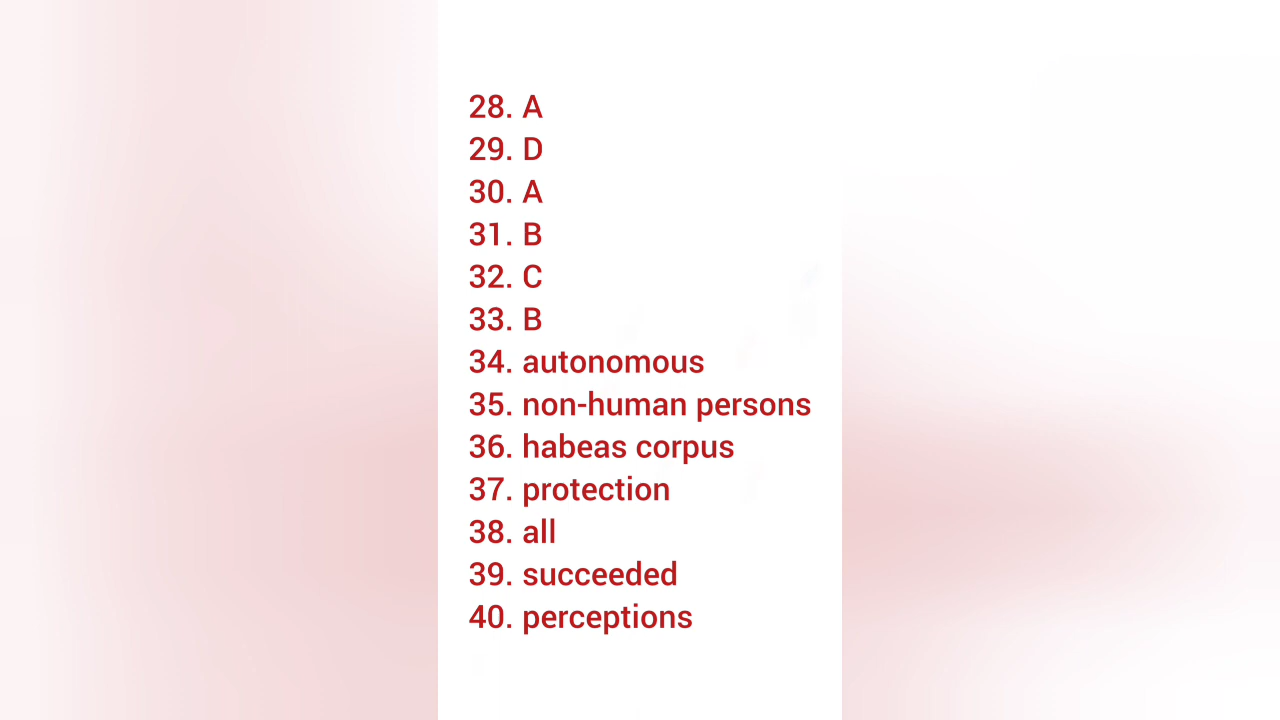 28. A
29. D
30. A
31. B
32. C
33. B
34. autonomous
35. non-human persons
36. habeas corpus
37. protection
38. all
39. succeeded
40. perceptions